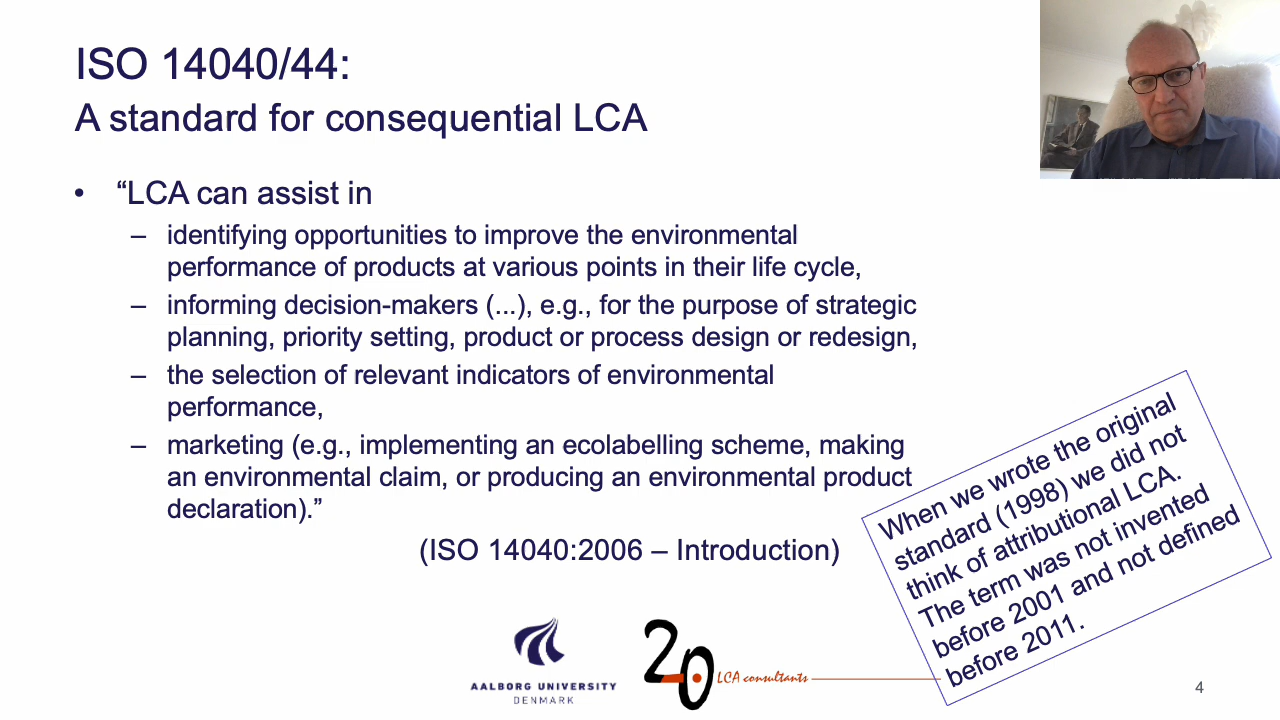 ISO 14040/44:
A standard for consequential LCA
• “LCA can assist in
– identifying opportunities to improve the environmental
performance of products at various points in their life cycle,
– informing decision-makers (...), e.g., for the purpose of strategic
planning, priority setting, product or process design or redesign,
– the selection of relevant indicators of environmental
performance,
– marketing (e.g., implementing an ecolabelling scheme, making
an environmental claim, or producing an environmental product
declaration).”
(ISO 14040:2006 – Introduction)
When we wrote the original
standard (1998) we did not
think of attributional LCA.
The term was not invented
before 2001 and not defined
before 2011.
AALBORG UNIVERSITY
DENMARK
2.0
LCA consultants
4